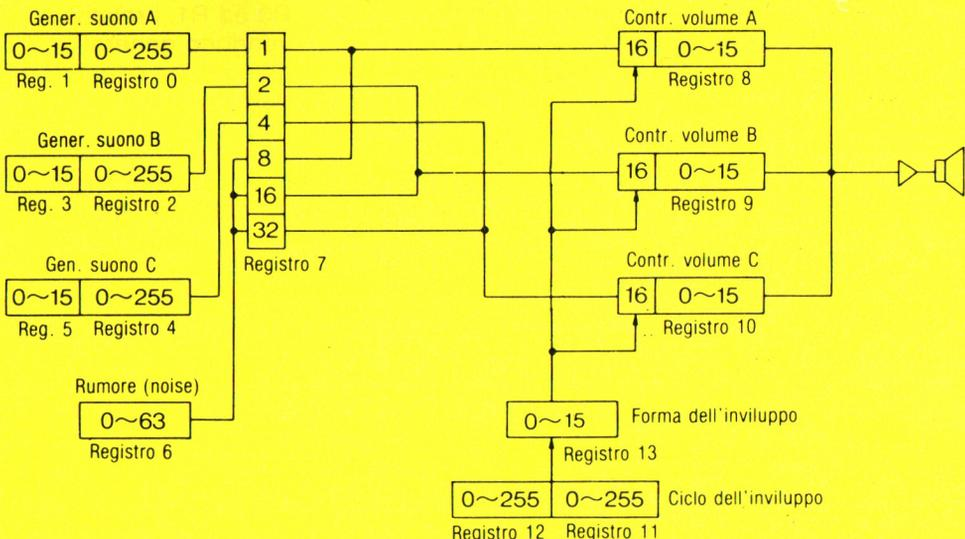 Gener. suono A
0~15 0~255
Reg. 1 Registro 0
Gener. suono B
0~15 0~255
Reg. 3 Registro 2
Gen. suono C
0~15 0~255
Reg. 5 Registro 4
Rumore (noise)
0~63
Registro 6
1
2
4
8
16
32
Registro 7
Contr. volume A
16 0~15
Registro 8
Contr. volume B
16 0~15
Registro 9
Contr. volume C
16 0~15
Registro 10
0~15 Forma dell'inviluppo
Registro 13
0~255 0~255 Ciclo dell'inviluppo
Registro 12 Registro 11